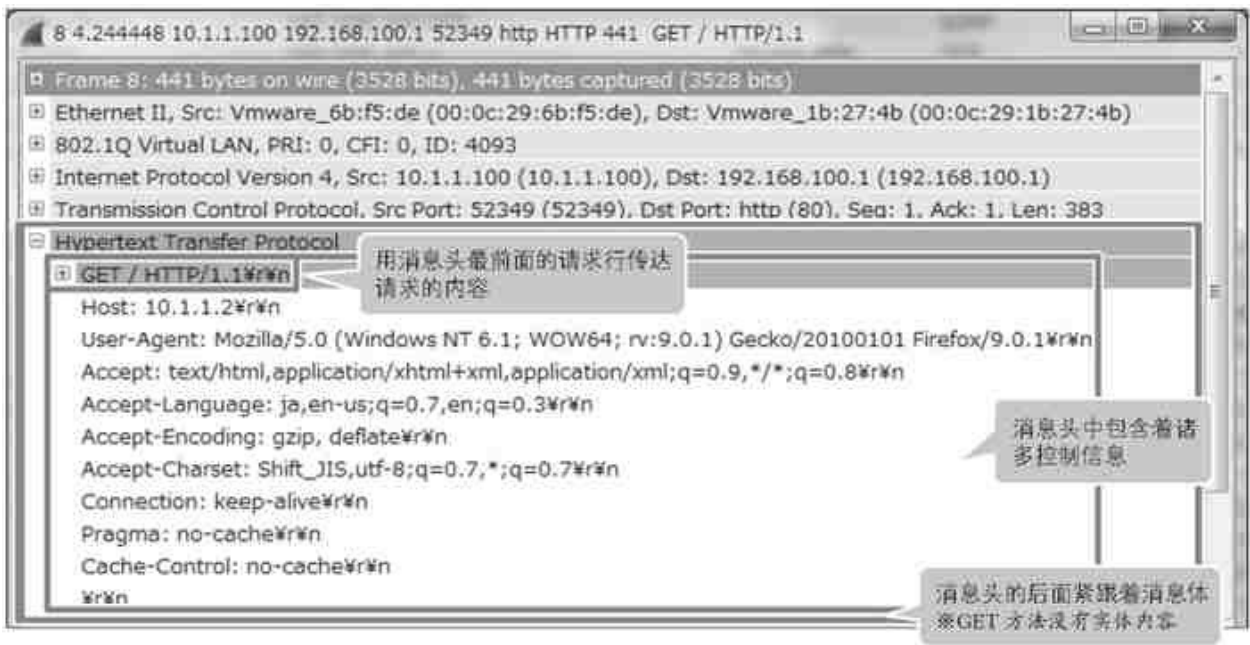 8 4.244448 10.1.1.100 192.168.100.1 52349 http HTTP 441 GET / HTTP/1.1
Frame 8: 441 bytes on wire (3528 bits), 441 bytes captured (3528 bits)
Ethernet II, Src: Vmware_6b:f5:de (00:0c:29:6b:f5:de), Dst: Vmware_1b:27:4b (00:0c:29:1b:27:4b)
802.1Q Virtual LAN, PRI: 0, CFI: 0, ID: 4093
Internet Protocol Version 4, Src: 10.1.1.100 (10.1.1.100), Dst: 192.168.100.1 (192.168.100.1)
Transmission Control Protocol, Src Port: 52349 (52349), Dst Port: http (80), Seq: 1, Ack: 1, Len: 383
Hypertext Transfer Protocol
GET / HTTP/1.1¥r¥n
用消息头最前面的请求行传达
请求的内容
Host: 10.1.1.2¥r¥n
User-Agent: Mozilla/5.0 (Windows NT 6.1; WOW64; rv:9.0.1) Gecko/20100101 Firefox/9.0.1¥r¥n
Accept: text/html,application/xhtml+xml,application/xml;q=0.9,*/*;q=0.8¥r¥n
Accept-Language: ja,en-us;q=0.7,en;q=0.3¥r¥n
Accept-Encoding: gzip, deflate¥r¥n
Accept-Charset: Shift_JIS,utf-8;q=0.7,*;q=0.7¥r¥n
Connection: keep-alive¥r¥n
Pragma: no-cache¥r¥n
Cache-Control: no-cache¥r¥n
¥r¥n
消息头中包含着诸
多控制信息
消息头的后面紧跟着消息体
※GET 方法没有实体内容